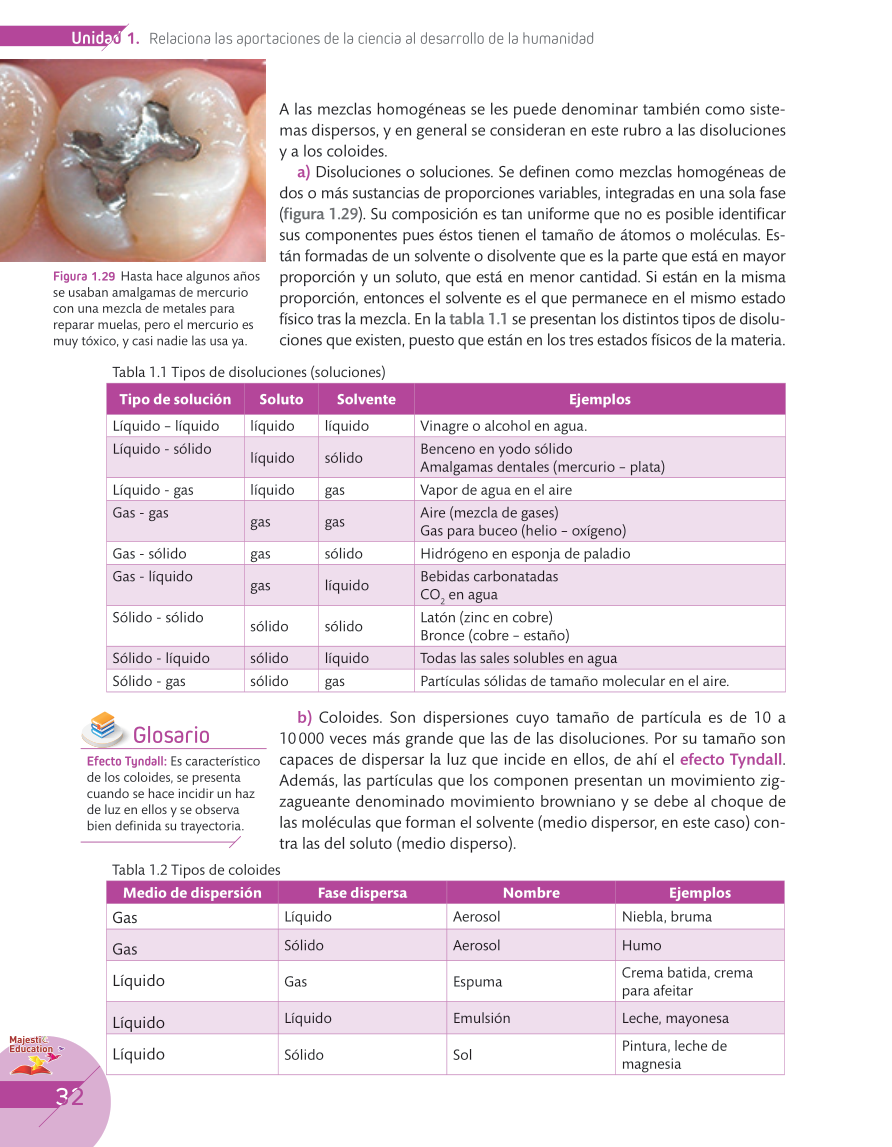 Unidad 1. Relaciona las aportaciones de la ciencia al desarrollo de la humanidad
A las mezclas homogéneas se les puede denominar también como siste-
mas dispersos, y en general se consideran en este rubro a las disoluciones
y a los coloides.
a) Disoluciones o soluciones. Se definen como mezclas homogéneas de
dos o más sustancias de proporciones variables, integradas en una sola fase
(figura 1.29). Su composición es tan uniforme que no es posible identificar
sus componentes pues éstos tienen el tamaño de átomos o moléculas. Es-
tán formadas de un solvente o disolvente que es la parte que está en mayor
proporción y un soluto, que está en menor cantidad. Si están en la misma
proporción, entonces el solvente es el que permanece en el mismo estado
físico tras la mezcla. En la tabla 1.1 se presentan los distintos tipos de disolu-
ciones que existen, puesto que están en los tres estados físicos de la materia.
Figura 1.29 Hasta hace algunos años
se usaban amalgamas de mercurio
con una mezcla de metales para
reparar muelas, pero el mercurio es
muy tóxico, y casi nadie las usa ya.
Tabla 1.1 Tipos de disoluciones (soluciones)
Tipo de solución Soluto Solvente Ejemplos
Líquido – líquido líquido líquido Vinagre o alcohol en agua.
Líquido - sólido líquido sólido Benceno en yodo sólido
Amalgamas dentales (mercurio – plata)
Líquido - gas líquido gas Vapor de agua en el aire
Gas - gas gas gas Aire (mezcla de gases)
Gas para buceo (helio – oxígeno)
Gas - sólido gas sólido Hidrógeno en esponja de paladio
Gas - líquido gas líquido Bebidas carbonatadas
CO2 en agua
Sólido - sólido sólido sólido Latón (zinc en cobre)
Bronce (cobre – estaño)
Sólido - líquido sólido líquido Todas las sales solubles en agua
Sólido - gas sólido gas Partículas sólidas de tamaño molecular en el aire.
Glosario
Efecto Tyndall: Es característico
de los coloides, se presenta
cuando se hace incidir un haz
de luz en ellos y se observa
bien definida su trayectoria.
b) Coloides. Son dispersiones cuyo tamaño de partícula es de 10 a
10 000 veces más grande que las de las disoluciones. Por su tamaño son
capaces de dispersar la luz que incide en ellos, de ahí el efecto Tyndall.
Además, las partículas que los componen presentan un movimiento zig-
zagueante denominado movimiento browniano y se debe al choque de
las moléculas que forman el solvente (medio dispersor, en este caso) con-
tra las del soluto (medio disperso).
Tabla 1.2 Tipos de coloides
Medio de dispersión Fase dispersa Nombre Ejemplos
Gas Líquido Aerosol Niebla, bruma
Gas Sólido Aerosol Humo
Líquido Gas Espuma Crema batida, crema
para afeitar
Líquido Líquido Emulsión Leche, mayonesa
Líquido Sólido Sol Pintura, leche de
magnesia
Majestic
Education
32